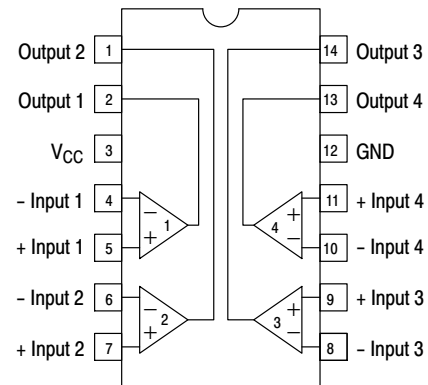 Output 2 1 14 Output 3
Output 1 2 13 Output 4
VCC 3 12 GND
– Input 1 4 – 11 + Input 4
+ Input 1 5 + 1 4 + – 10 – Input 4
– Input 2 6 – 9 + Input 3
+ Input 2 7 + 2 3 + – 8 – Input 3